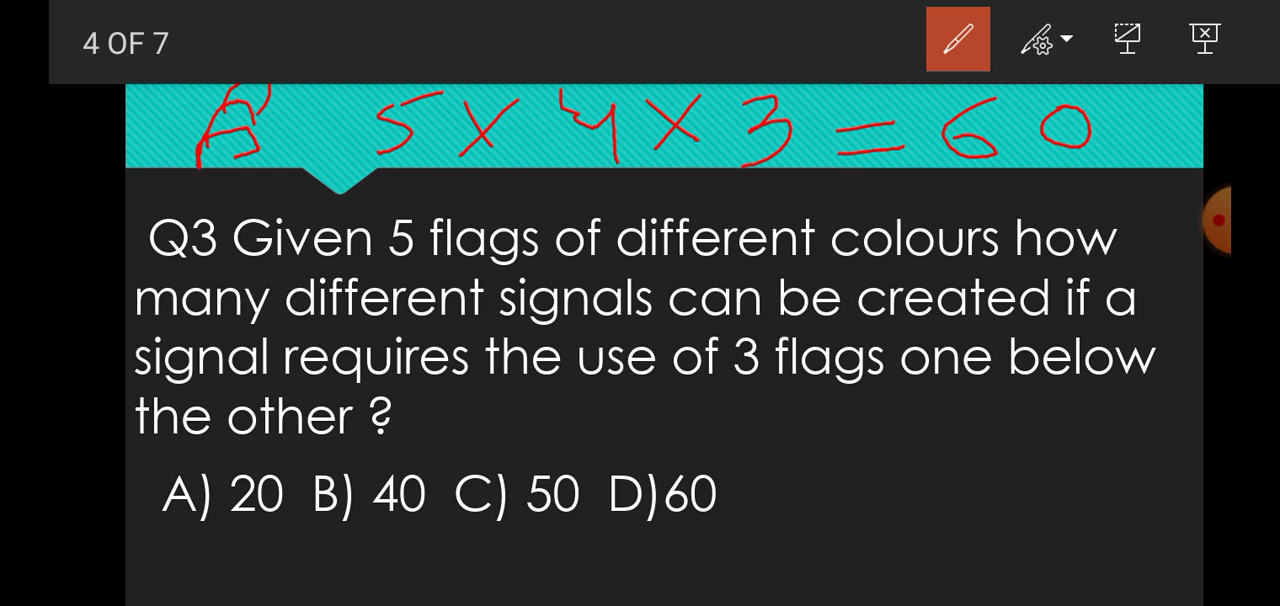 4 OF 7
5 X 4 X 3 = 60
Q3 Given 5 flags of different colours how
many different signals can be created if a
signal requires the use of 3 flags one below
the other ?
A) 20 B) 40 C) 50 D)60